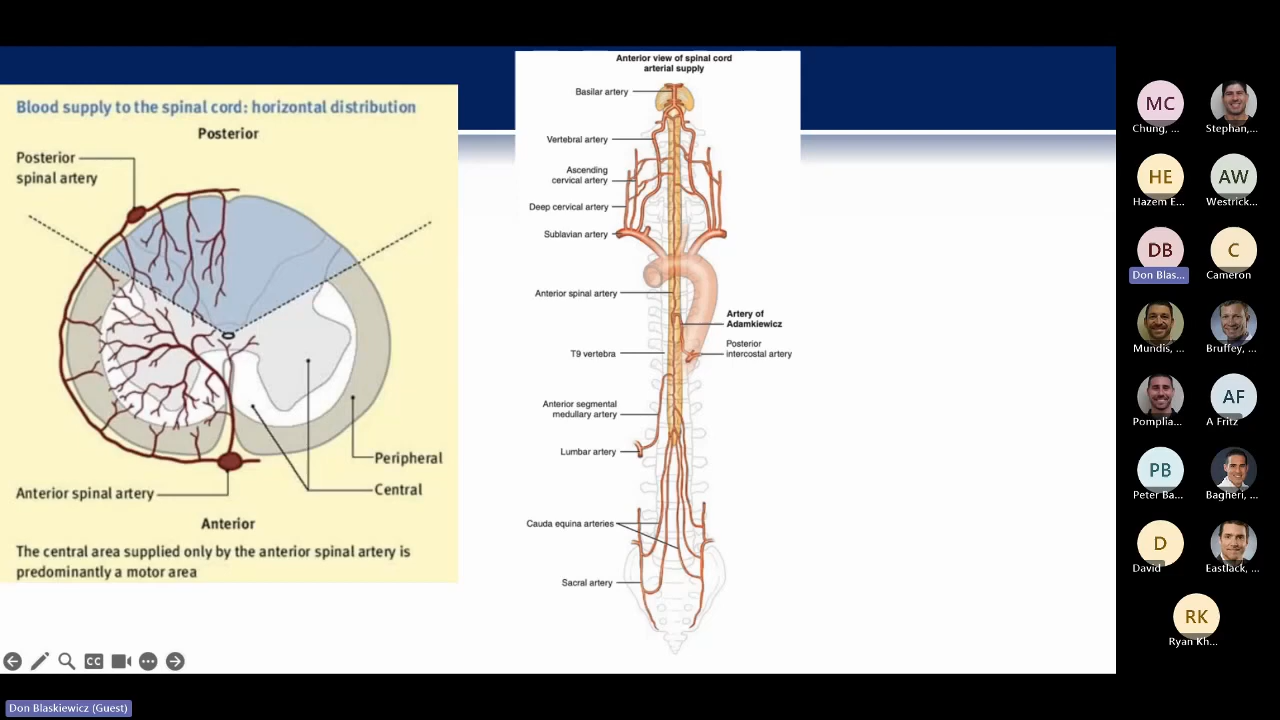 Blood supply to the spinal cord: horizontal distribution
Posterior
Posterior
spinal artery
Peripheral
Central
Anterior spinal artery
Anterior
The central area supplied only by the anterior spinal artery is
predominantly a motor area
Anterior view of spinal cord
arterial supply
Basilar artery
Vertebral artery
Ascending
cervical artery
Deep cervical artery
Sublavian artery
Anterior spinal artery
Artery of
Adamkiewicz
Posterior
intercostal artery
T9 vertebra
Anterior segmental
medullary artery
Lumbar artery
Cauda equina arteries
Sacral artery
CC
Don Blaskiewicz (Guest)
MC
Chung, ...
Stephan,...
HE
Hazem E...
AW
Westrick...
DB
Don Blas...
C
Cameron
Mundis, ...
Bruffey, ...
Pomplia...
AF
A Fritz
PB
Peter Ba...
Bagheri, ...
D
David
Eastlack, ...
RK
Ryan Kh...